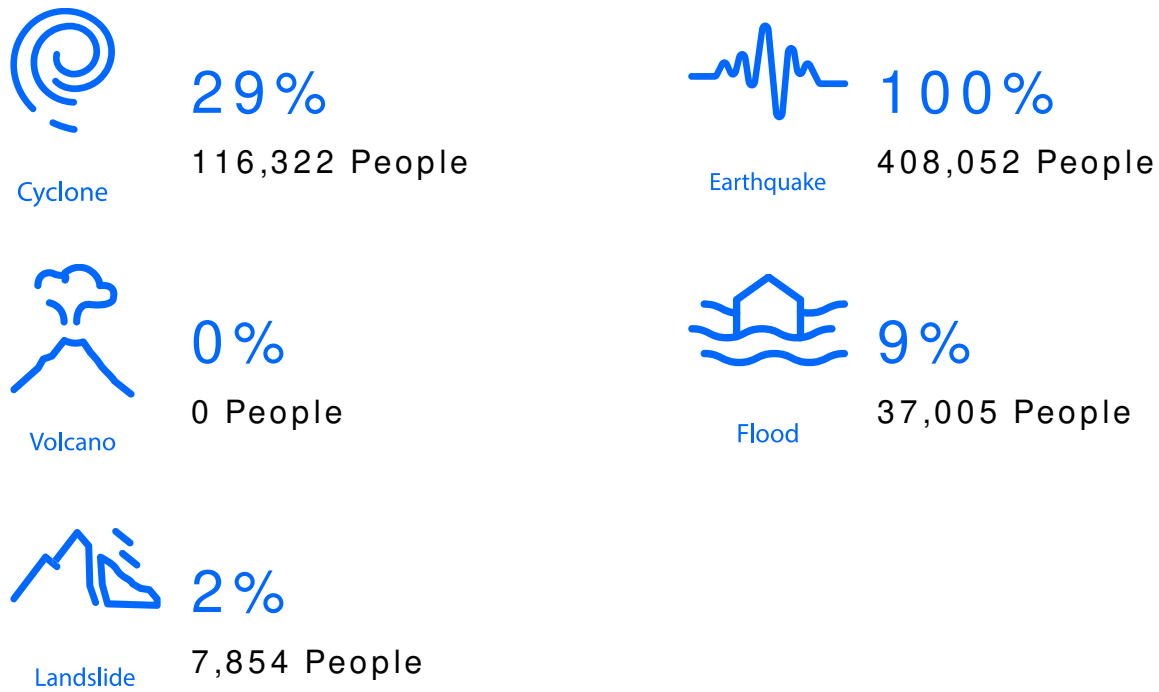 29%
116,322 People
Cyclone
100%
408,052 People
Earthquake
0%
0 People
Volcano
9%
37,005 People
Flood
2%
7,854 People
Landslide